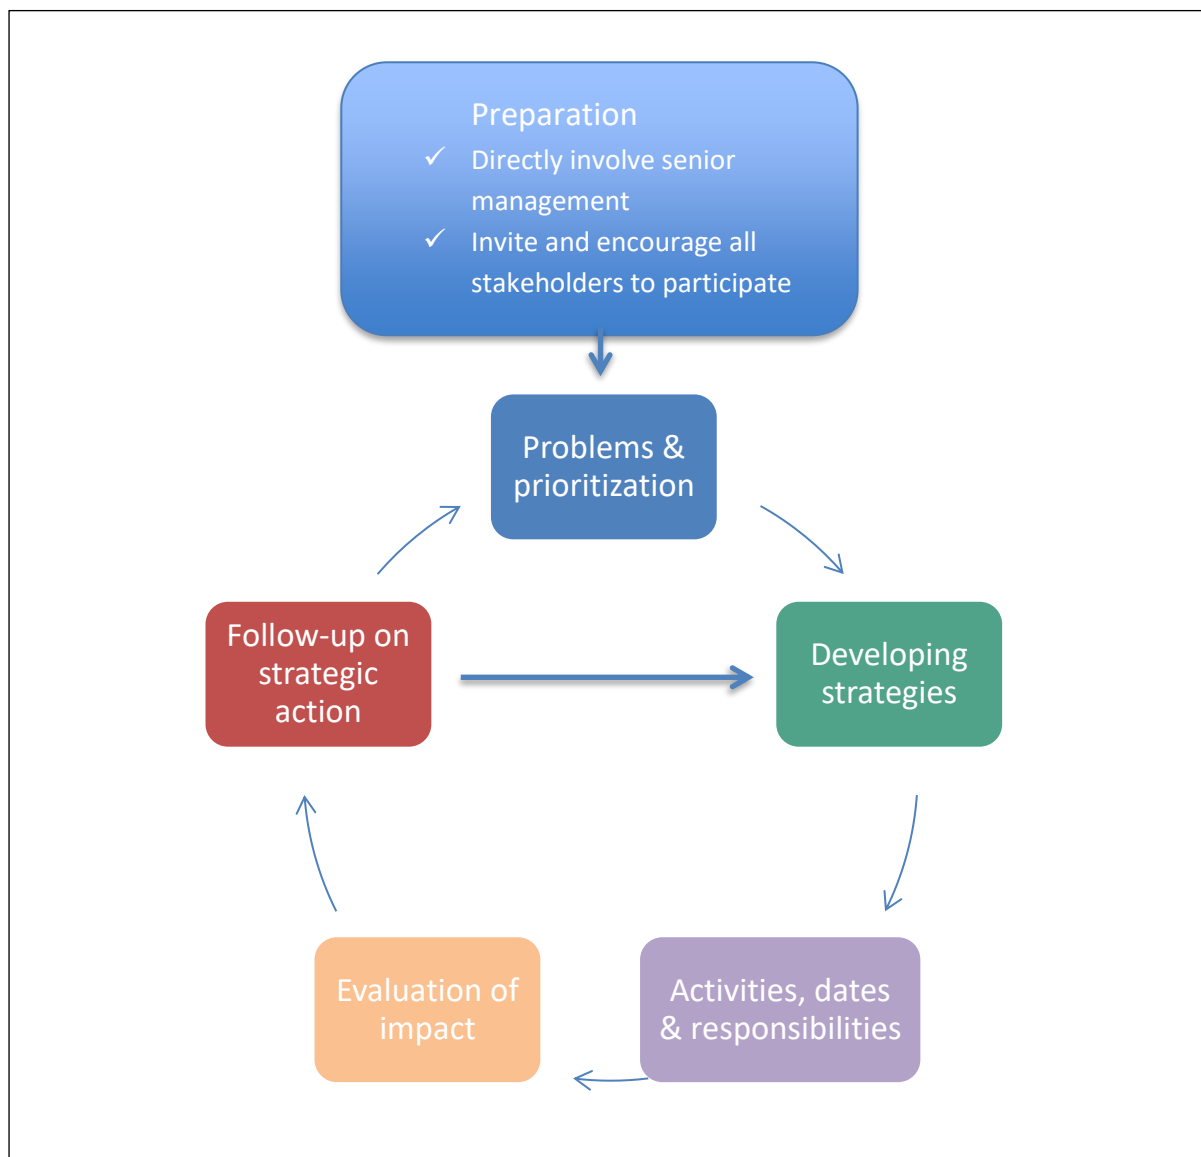 Preparation
✓ Directly involve senior
management
✓ Invite and encourage all
stakeholders to participate
Problems &
prioritization
Developing
strategies
Activities, dates
& responsibilities
Evaluation of
impact
Follow-up on
strategic
action